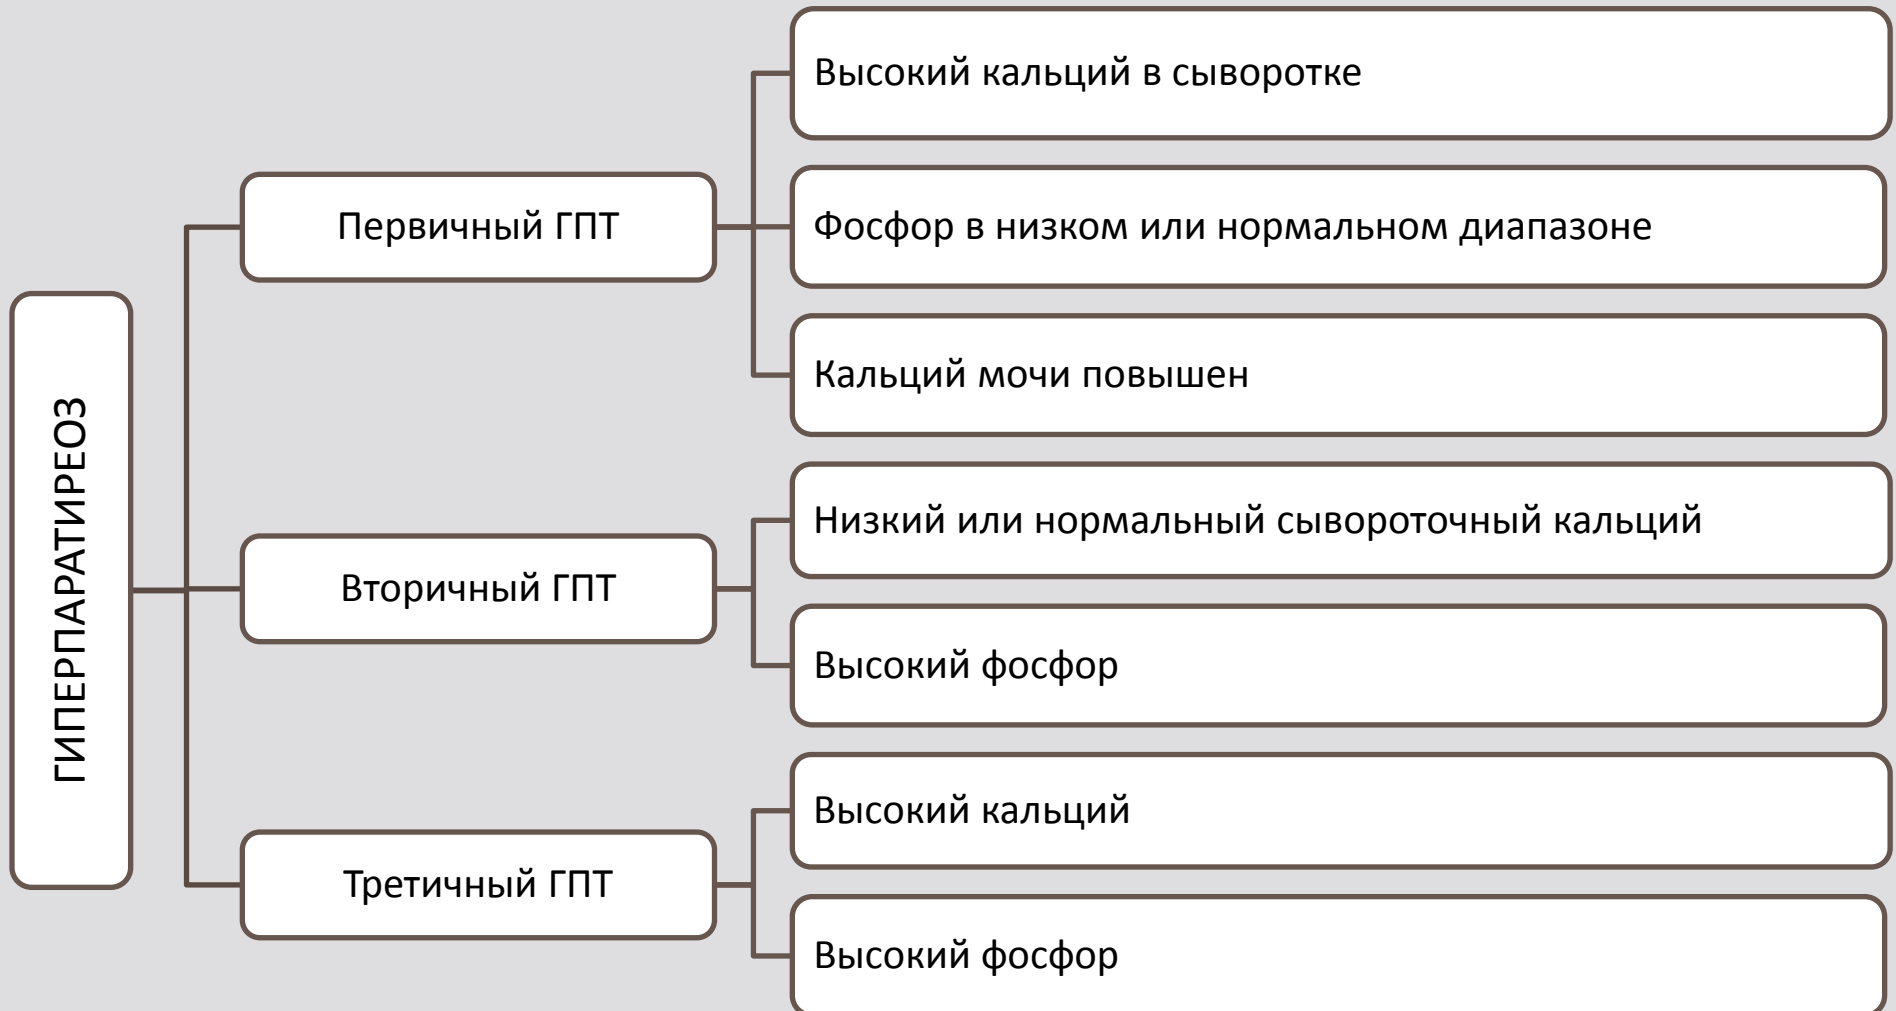 ГИПЕРПАРАТИРЕОЗ
Первичный ГПТ
Высокий кальций в сыворотке
Фосфор в низком или нормальном диапазоне
Кальций мочи повышен
Вторичный ГПТ
Низкий или нормальный сывороточный кальций
Высокий фосфор
Третичный ГПТ
Высокий кальций
Высокий фосфор